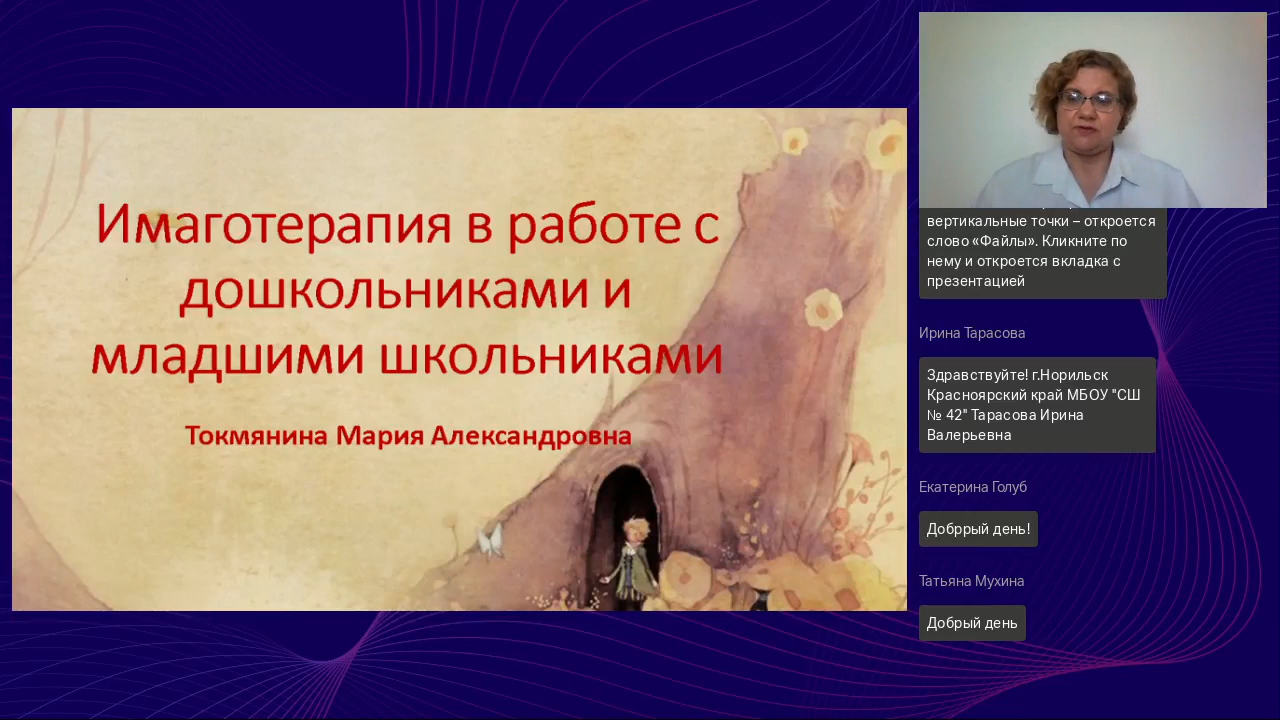 Имаготерапия в работе с
дошкольниками и
младшими школьниками
Токмянина Мария Александровна
вертикальные точки – откроется
слово «Файлы». Кликните по
нему и откроется вкладка с
презентацией
Ирина Тарасова
Здравствуйте! г.Норильск
Красноярский край МБОУ "СШ
№ 42" Тарасова Ирина
Валерьевна
Екатерина Голуб
Добррый день!
Татьяна Мухина
Добрый день